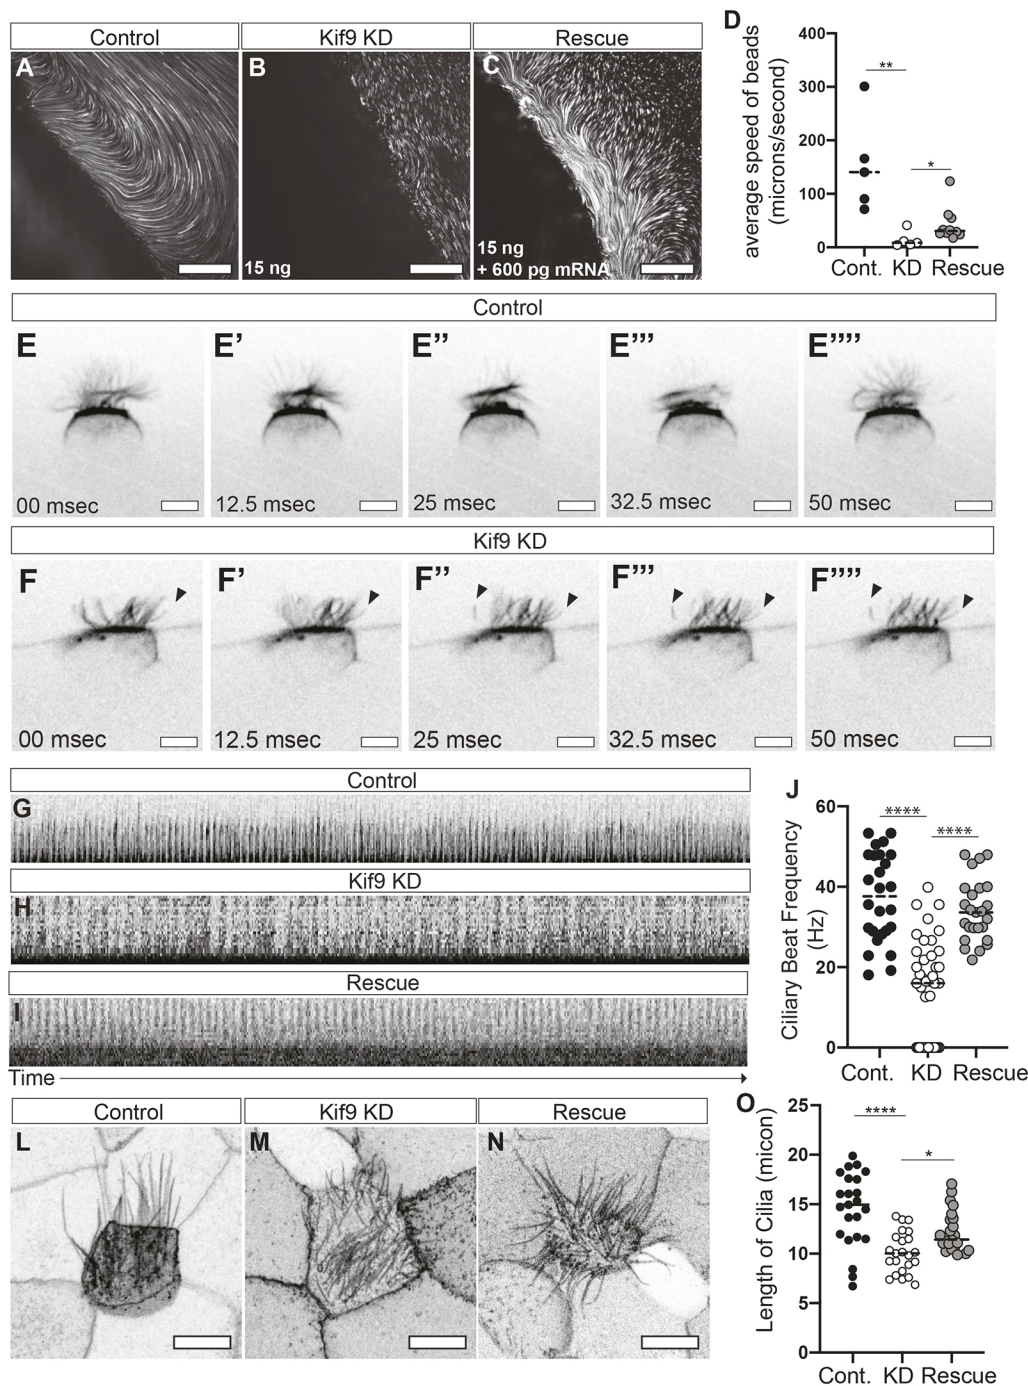 Control
Kif9 KD
Rescue
A
B
C
15 ng
15 ng
+ 600 pg mRNA
D
average speed of beads
(microns/second)
400
300
200
100
0
**
*
Cont.
KD
Rescue
Control
E
E’
E’’
E’’’
E’’’’
00 msec
12.5 msec
25 msec
32.5 msec
50 msec
Kif9 KD
F
F’
F’’
F’’’
F’’’’
00 msec
12.5 msec
25 msec
32.5 msec
50 msec
Control
G
Kif9 KD
H
Rescue
I
Time
J
Ciliary Beat Frequency
(Hz)
60
40
20
0
****
****
Cont.
KD
Rescue
Control
Kif9 KD
Rescue
L
M
N
O
Length of Cilia (micon)
25
20
15
10
5
0
****
*
Cont.
KD
Rescue